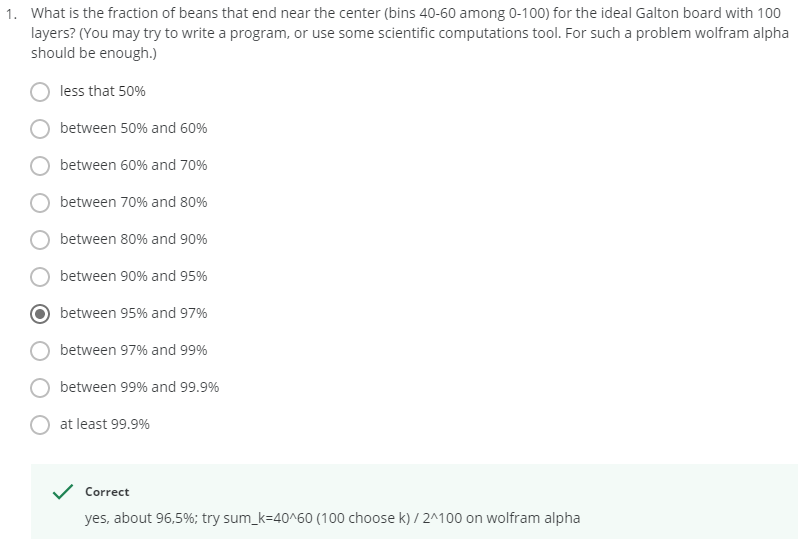 1. What is the fraction of beans that end near the center (bins 40-60 among 0-100) for the ideal Galton board with 100
layers? (You may try to write a program, or use some scientific computations tool. For such a problem wolfram alpha
should be enough.)
less that 50%
between 50% and 60%
between 60% and 70%
between 70% and 80%
between 80% and 90%
between 90% and 95%
between 95% and 97%
between 97% and 99%
between 99% and 99.9%
at least 99.9%
Correct
yes, about 96,5%; try sum_k=40^60 (100 choose k) / 2^100 on wolfram alpha